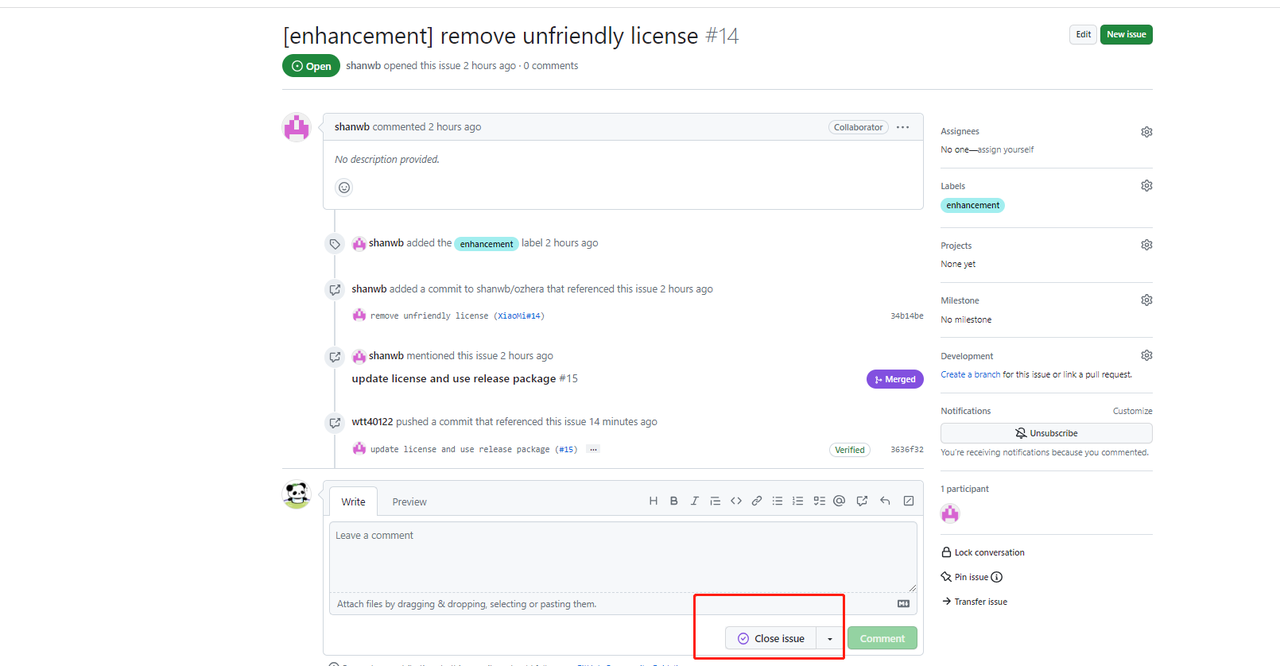 [enhancement] remove unfriendly license #14
Edit
New issue
Open
shanwb opened this issue 2 hours ago · 0 comments
shanwb commented 2 hours ago
Collaborator
No description provided.
shanwb added the enhancement label 2 hours ago
shanwb added a commit to shanwb/ozhera that referenced this issue 2 hours ago
remove unfriendly license (XiaoMi#14)
34b14be
shanwb mentioned this issue 2 hours ago
update license and use release package #15
Merged
wtt40122 pushed a commit that referenced this issue 14 minutes ago
update license and use release package (#15) ...
Verified
3636f32
Write
Preview
Leave a comment
Attach files by dragging & dropping, selecting or pasting them.
Close issue
Comment
Assignees
No one—assign yourself
Labels
enhancement
Projects
None yet
Milestone
No milestone
Development
Create a branch for this issue or link a pull request.
Notifications
Customize
Unsubscribe
You're receiving notifications because you commented.
1 participant
Lock conversation
Pin issue
Transfer issue